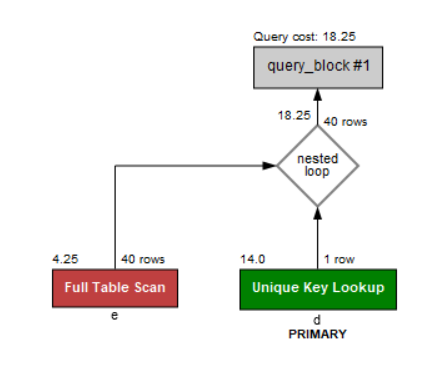 Query cost: 18.25
query_block #1
18.25
40 rows
nested
loop
4.25
40 rows
14.0
1 row
Full Table Scan
Unique Key Lookup
e
d
PRIMARY